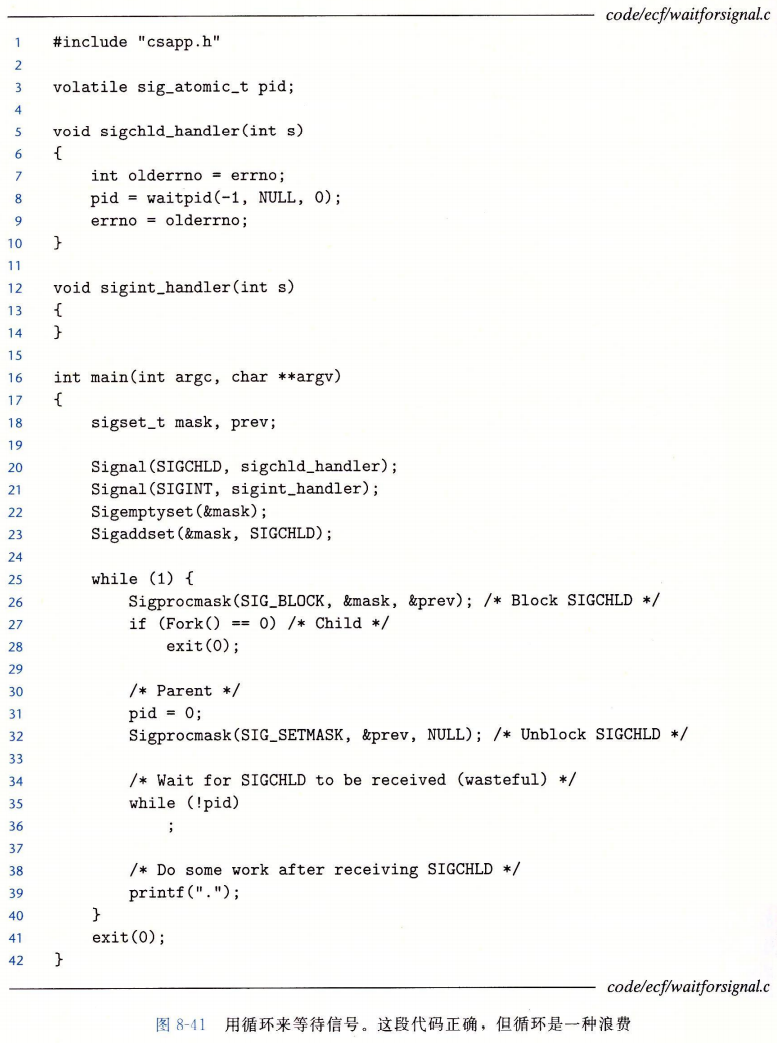 code/ecf/waitforsignal.c
1 #include "csapp.h"
2
3 volatile sig_atomic_t pid;
4
5 void sigchld_handler(int s)
6 {
7     int olderrno = errno;
8     pid = waitpid(-1, NULL, 0);
9     errno = olderrno;
10 }
11
12 void sigint_handler(int s)
13 {
14 }
15
16 int main(int argc, char **argv)
17 {
18     sigset_t mask, prev;
19
20     Signal(SIGCHLD, sigchld_handler);
21     Signal(SIGINT, sigint_handler);
22     Sigemptyset(&mask);
23     Sigaddset(&mask, SIGCHLD);
24
25     while (1) {
26         Sigprocmask(SIG_BLOCK, &mask, &prev); /* Block SIGCHLD */
27         if (Fork() == 0) /* Child */
28             exit(0);
29
30         /* Parent */
31         pid = 0;
32         Sigprocmask(SIG_SETMASK, &prev, NULL); /* Unblock SIGCHLD */
33
34         /* Wait for SIGCHLD to be received (wasteful) */
35         while (!pid)
36             ;
37
38         /* Do some work after receiving SIGCHLD */
39         printf(".");
40     }
41     exit(0);
42 }
code/ecf/waitforsignal.c
图 8-41 用循环来等待信号。这段代码正确，但循环是一种浪费